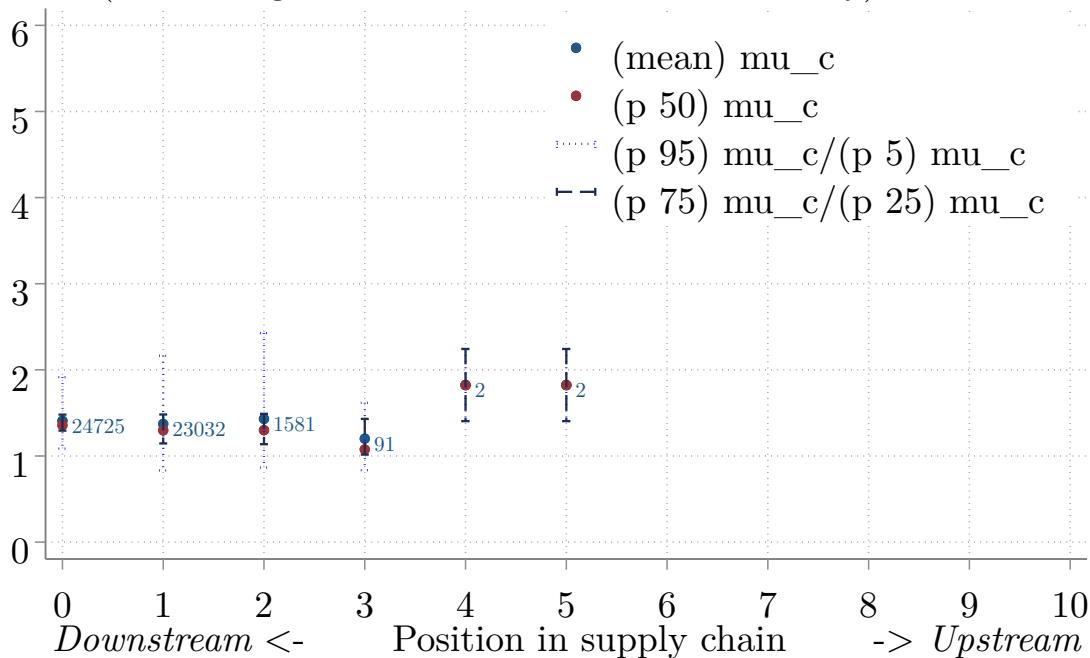 6
5
4
3
2
1
0
(mean) mu_c
(p 50) mu_c
(p 95) mu_c/(p 5) mu_c
(p 75) mu_c/(p 25) mu_c
24725
23032
1581
91
2
2
0 1 2 3 4 5 6 7 8 9 10
Downstream <- Position in supply chain -> Upstream